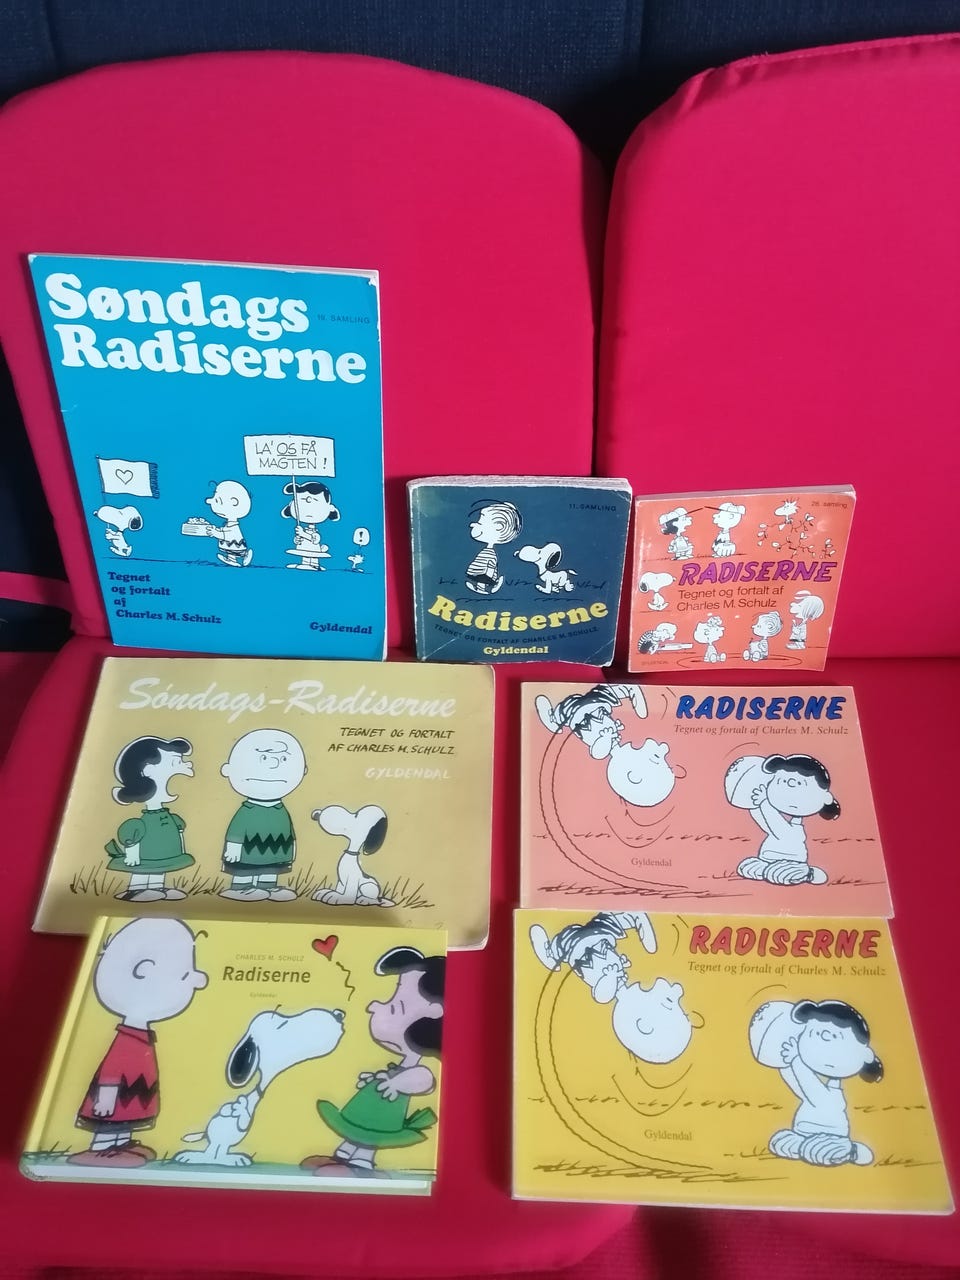 Søndags
Radiserne
19. SAMLING
LA' OS FÅ
MAGTEN !
!
Tegnet
og fortalt
af
Charles M. Schulz
Gyldendal
11. SAMLING
Radiserne
TEGNET OG FORTALT AF CHARLES M. SCHULZ
Gyldendal
28. samling
RADISERNE
Tegnet og fortalt af
Charles M. Schulz
GYLDENDAL
Søndags-Radiserne
TEGNET OG FORTALT
AF CHARLES M. SCHULZ
GYLDENDAL
RADISERNE
Tegnet og fortalt af Charles M. Schulz
Gyldendal
CHARLES M. SCHULZ
Radiserne
Gyldendal
RADISERNE
Tegnet og fortalt af Charles M. Schulz
Gyldendal